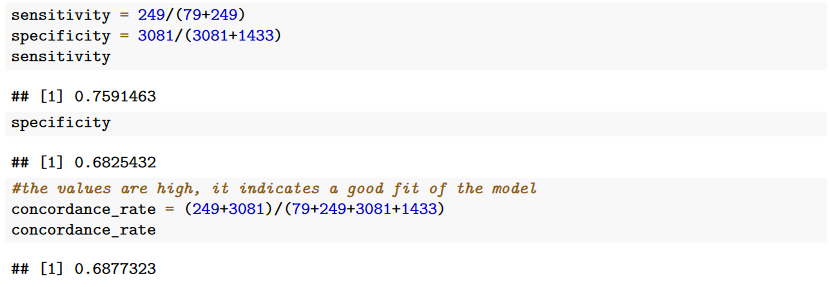 sensitivity = 249/(79+249)
specificity = 3081/(3081+1433)
sensitivity
## [1] 0.7591463
specificity
## [1] 0.6825432
#the values are high, it indicates a good fit of the model
concordance_rate = (249+3081)/(79+249+3081+1433)
concordance_rate
## [1] 0.6877323